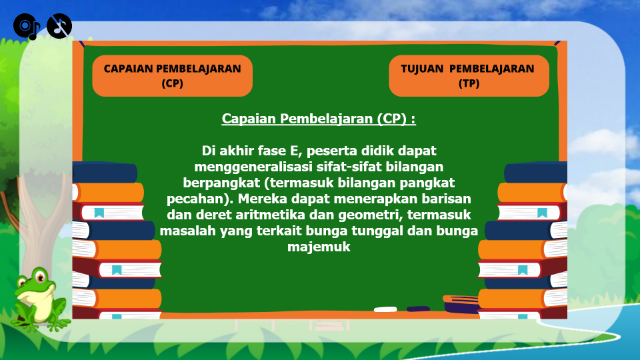 CAPAIAN PEMBELAJARAN
(CP)
TUJUAN PEMBELAJARAN
(TP)
Capaian Pembelajaran (CP) :
Di akhir fase E, peserta didik dapat
menggeneralisasi sifat-sifat bilangan
berpangkat (termasuk bilangan pangkat
pecahan). Mereka dapat menerapkan barisan
dan deret aritmetika dan geometri, termasuk
masalah yang terkait bunga tunggal dan bunga
majemuk